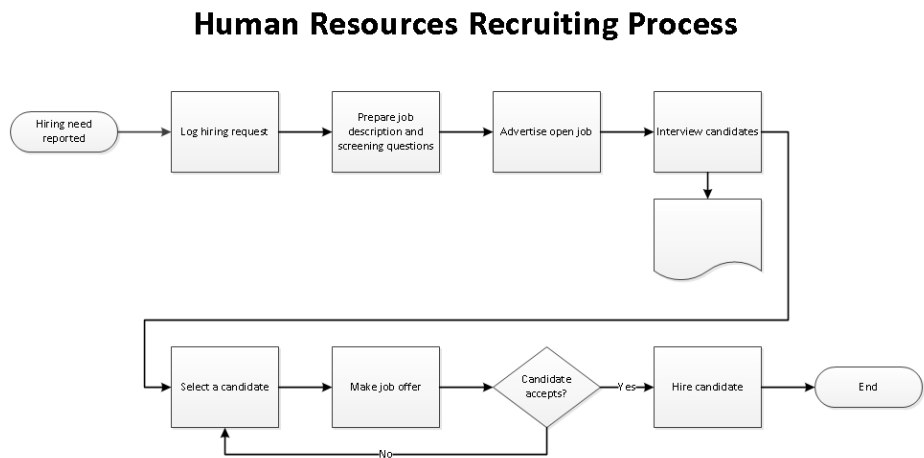 Human Resources Recruiting Process
Hiring need
reported
Log hiring request
Prepare job
description and
screening questions
Advertise open job
Interview candidates
Select a candidate
Make job offer
Candidate
accepts?
Yes
Hire candidate
End
No